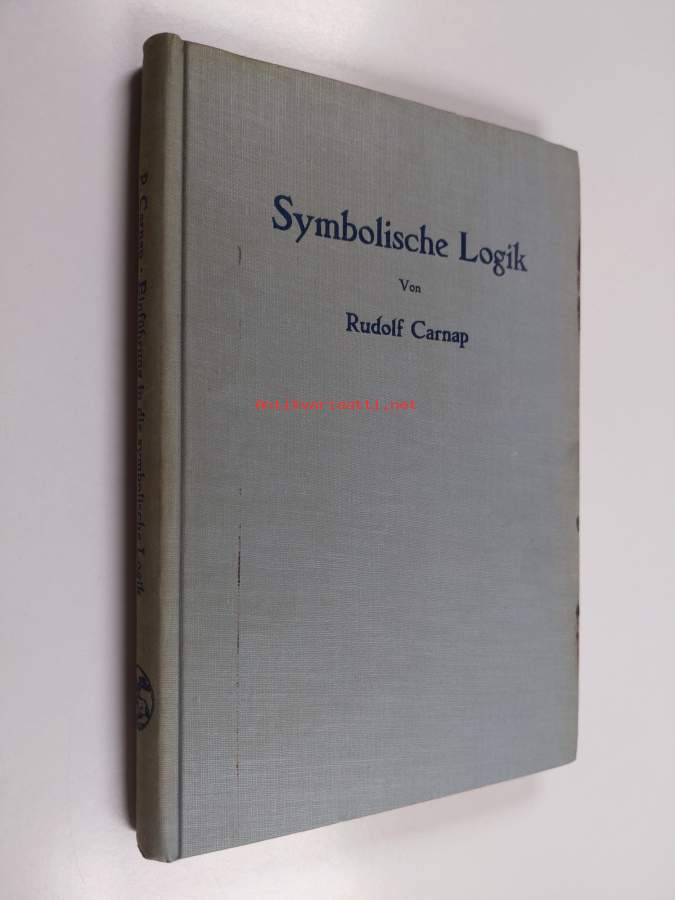 Symbolische Logik
Von
Rudolf Carnap
antikvariaatti.net
R. Carnap • Einführung in die symbolische Logik